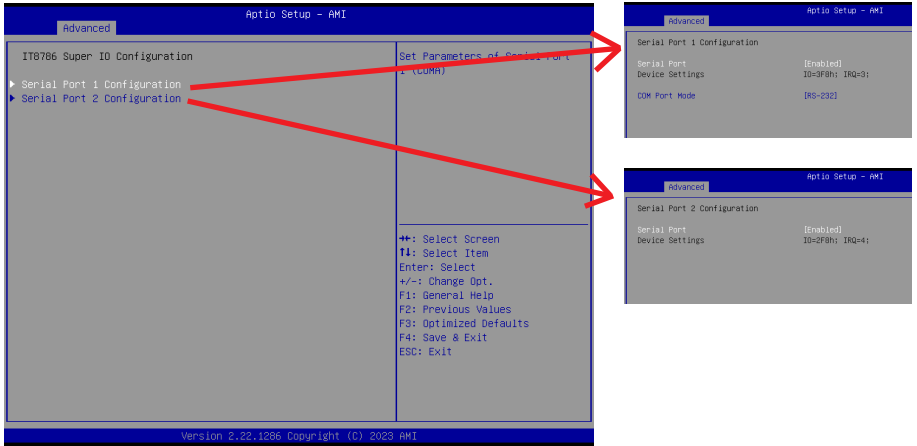 Aptio Setup - AMI
Advanced
IT8786 Super IO Configuration
Serial Port 1 Configuration
Serial Port 2 Configuration
Set Parameters of Serial Port
1 (COMA)
: Select Screen
↑↓: Select Item
Enter: Select
+/-: Change Opt.
F1: General Help
F2: Previous Values
F3: Optimized Defaults
F4: Save & Exit
ESC: Exit
Version 2.22.1286 Copyright (C) 2023 AMI
Aptio Setup - AMI
Advanced
Serial Port 1 Configuration
Serial Port [Enabled]
Device Settings IO=3F8h; IRQ=3;
COM Port Mode [RS-232]
Aptio Setup - AMI
Advanced
Serial Port 2 Configuration
Serial Port [Enabled]
Device Settings IO=2F8h; IRQ=4;